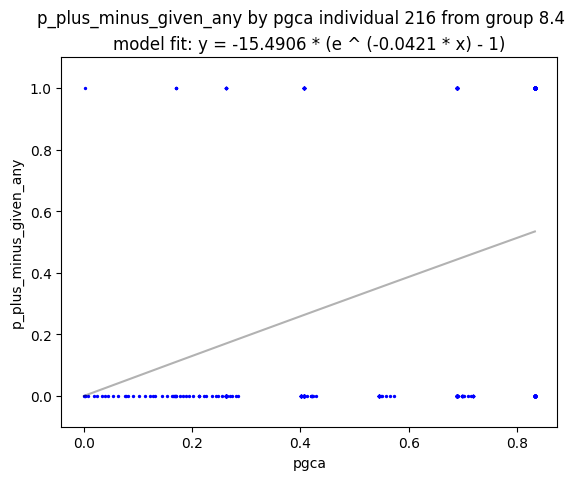 p_plus_minus_given_any by pgca individual 216 from group 8.4
model fit: y = -15.4906 * (e ^ (-0.0421 * x) - 1)
1.0
0.8
0.6
0.4
0.2
0.0
p_plus_minus_given_any
0.0 0.2 0.4 0.6 0.8
pgca